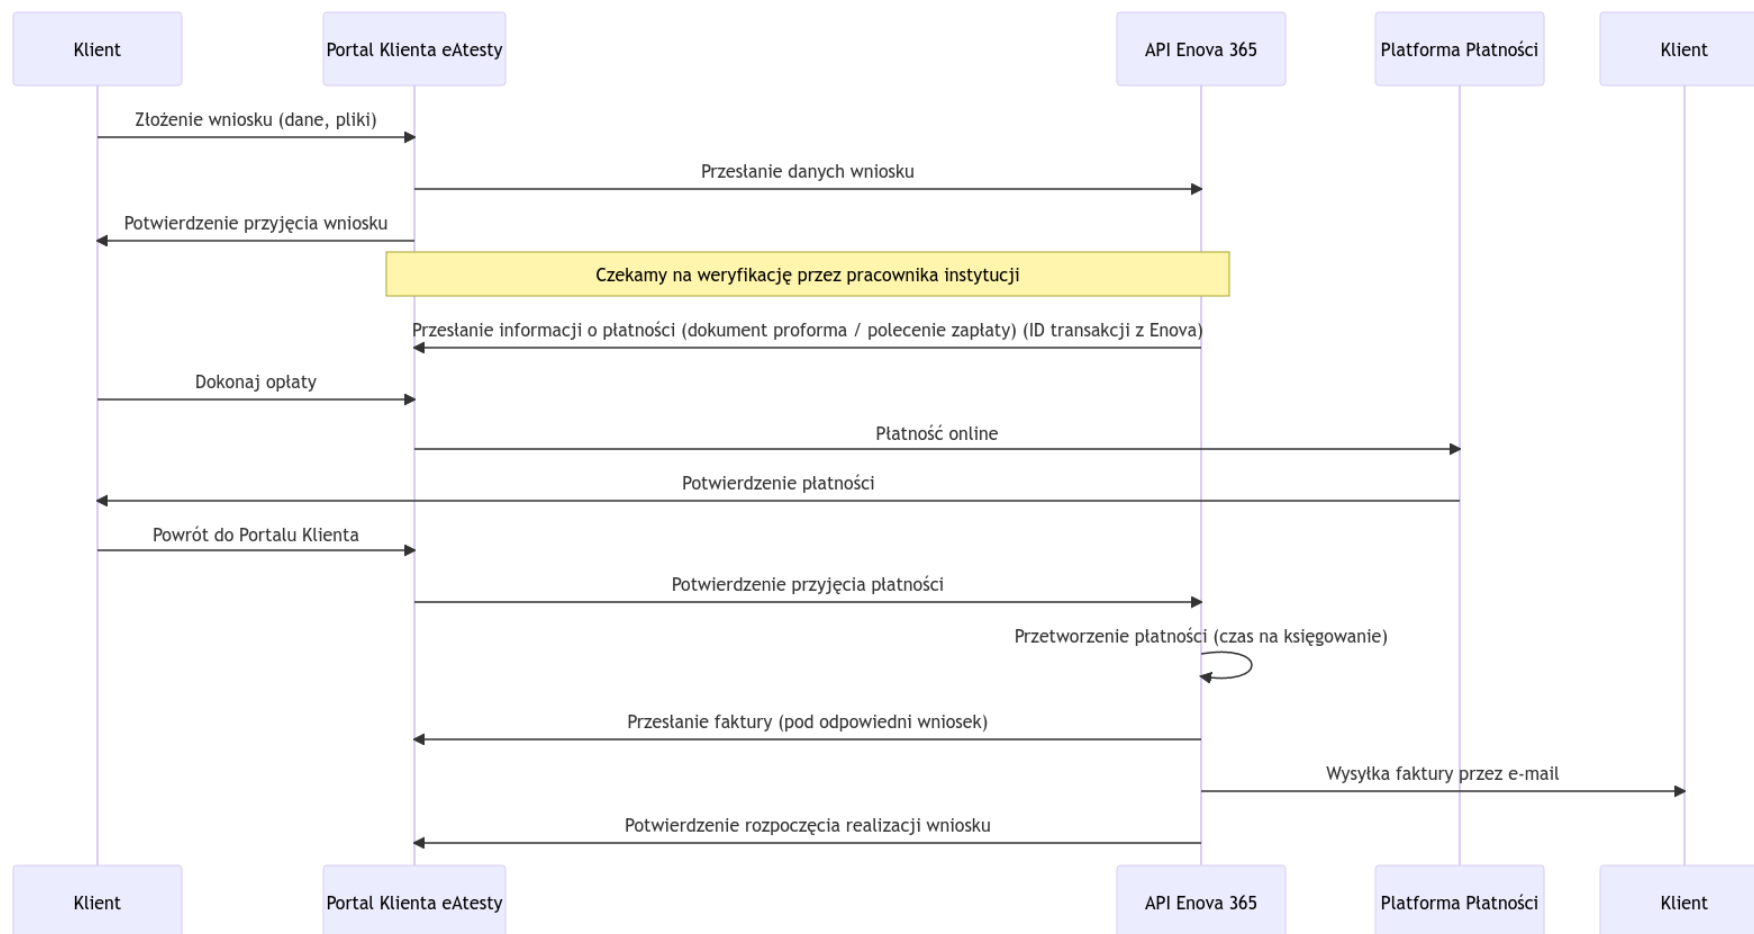 Klient
Portal Klienta eAtesty
API Enova 365
Platforma Płatności
Klient
Złożenie wniosku (dane, pliki)
Przesłanie danych wniosku
Potwierdzenie przyjęcia wniosku
Czekamy na weryfikację przez pracownika instytucji
Przesłanie informacji o płatności (dokument proforma / polecenie zapłaty) (ID transakcji z Enova)
Dokonaj opłaty
Płatność online
Potwierdzenie płatności
Powrót do Portalu Klienta
Potwierdzenie przyjęcia płatności
Przetworzenie płatności (czas na księgowanie)
Przesłanie faktury (pod odpowiedni wniosek)
Wysyłka faktury przez e-mail
Potwierdzenie rozpoczęcia realizacji wniosku
Klient
Portal Klienta eAtesty
API Enova 365
Platforma Płatności
Klient